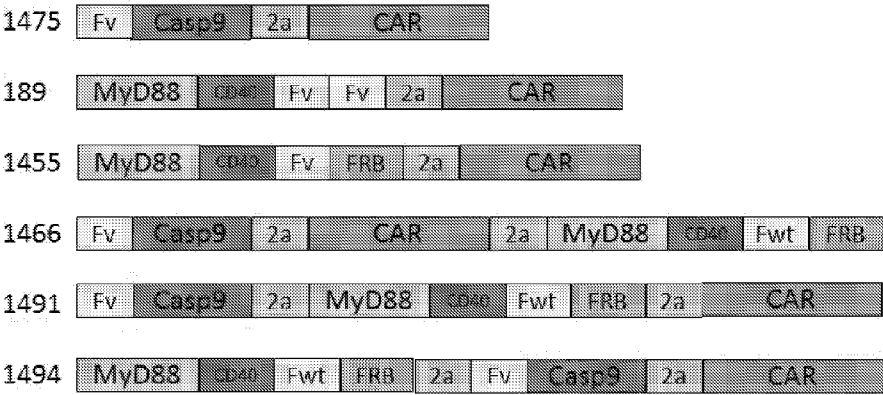 1475 Fv Casp9 2a CAR
189 MyD88 CD40 Fv Fv 2a CAR
1455 MyD88 CD40 Fv FRB 2a CAR
1466 Fv Casp9 2a CAR 2a MyD88 CD40 Fwt FRB
1491 Fv Casp9 2a MyD88 CD40 Fwt FRB 2a CAR
1494 MyD88 CD40 Fwt FRB 2a Fv Casp9 2a CAR